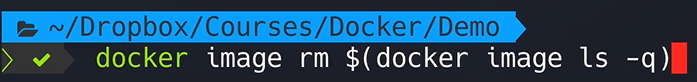 ~/Dropbox/Courses/Docker/Demo
❯ ✔ docker image rm $(docker image ls -q)